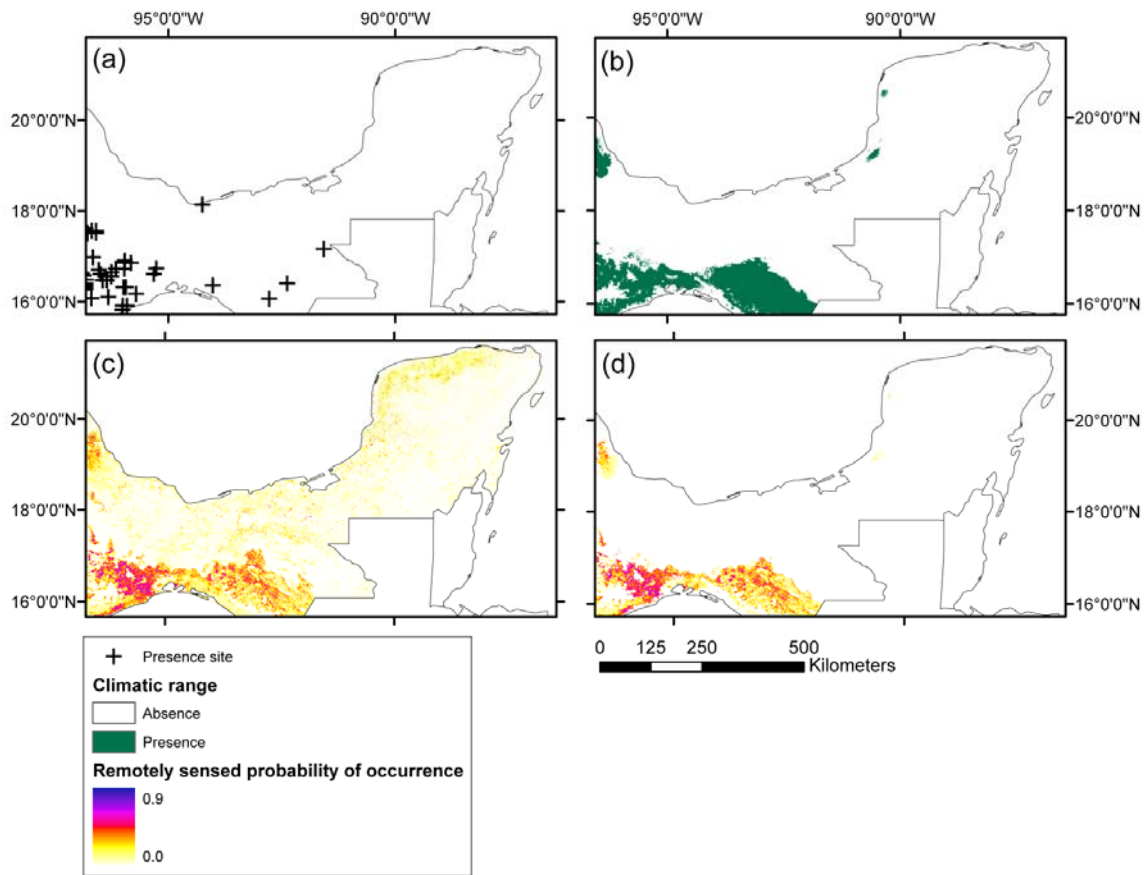 95°0'0"W 90°0'0"W 95°0'0"W 90°0'0"W
(a) (b)
20°0'0"N 20°0'0"N
18°0'0"N 18°0'0"N
16°0'0"N 16°0'0"N
(c) (d)
20°0'0"N 20°0'0"N
18°0'0"N 18°0'0"N
16°0'0"N 16°0'0"N
Presence site
Climatic range
Absence
Presence
Remotely sensed probability of occurrence
0.9
0.0
0 125 250 500
Kilometers